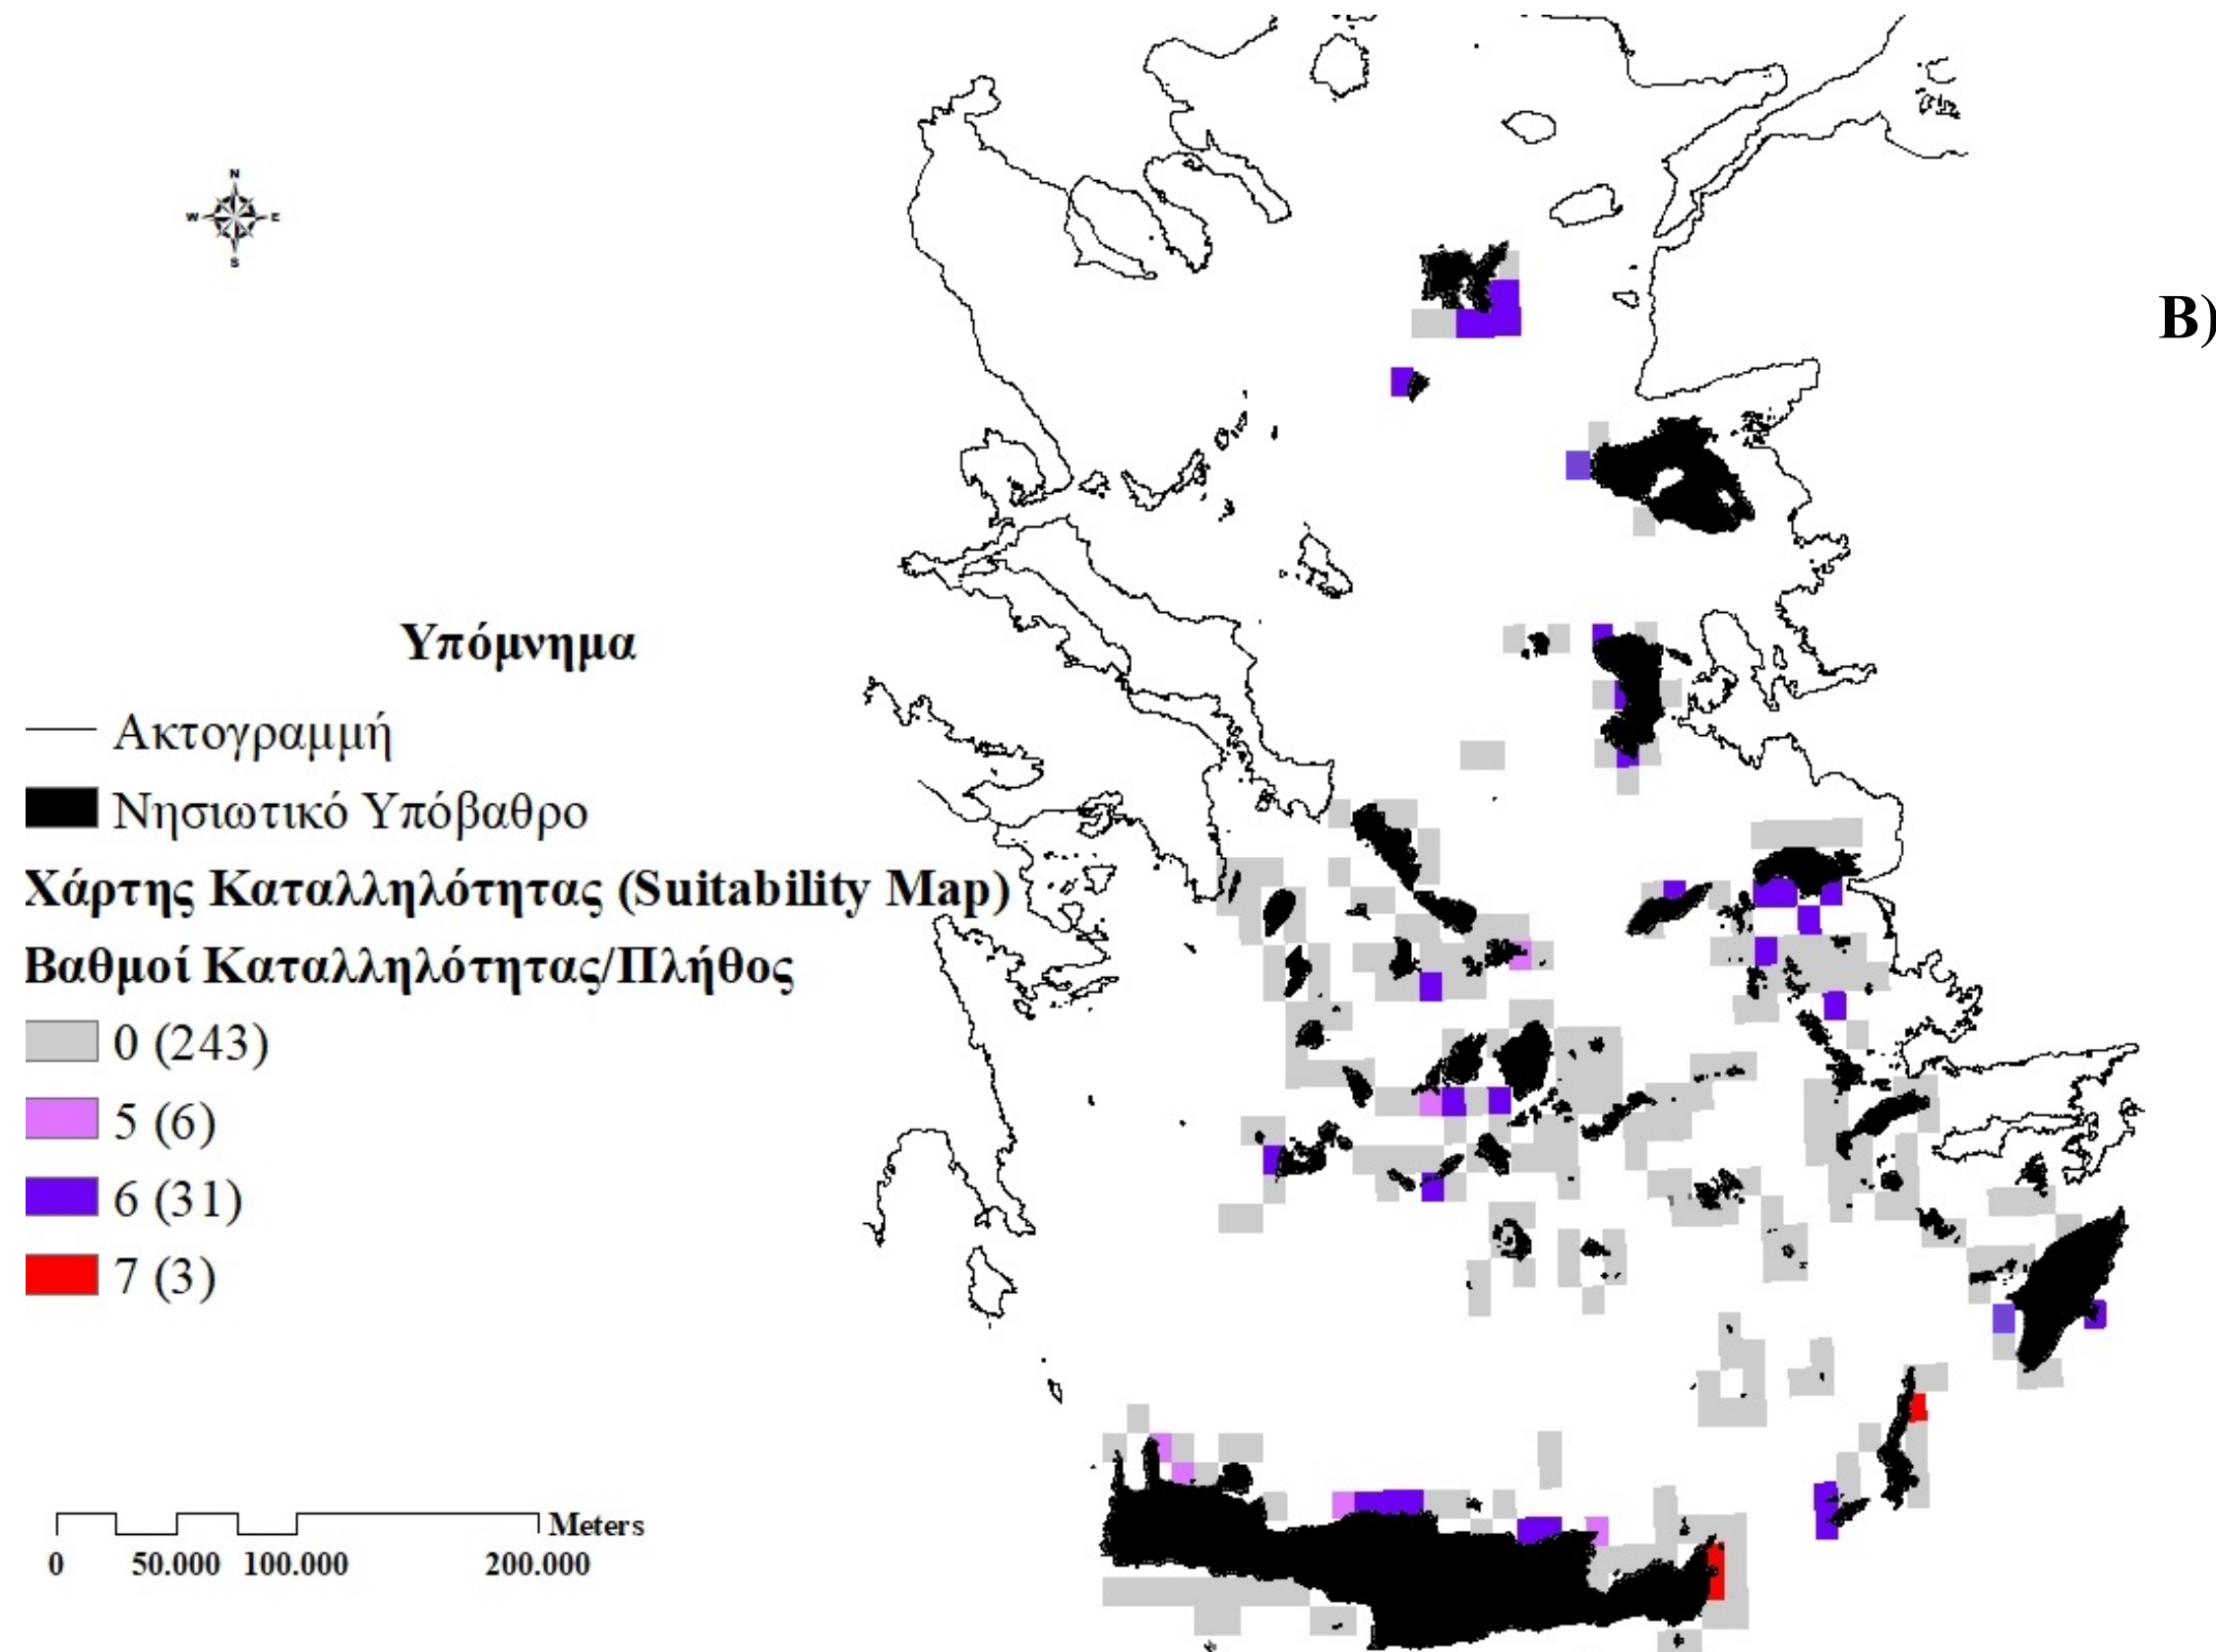 N
W E
S
B)
Υπόμνημα
Ακτογραμμή
Νησιωτικό Υπόβαθρο
Χάρτης Καταλληλότητας (Suitability Map)
Βαθμοί Καταλληλότητας/Πλήθος
0 (243)
5 (6)
6 (31)
7 (3)
Meters
0 50.000 100.000 200.000